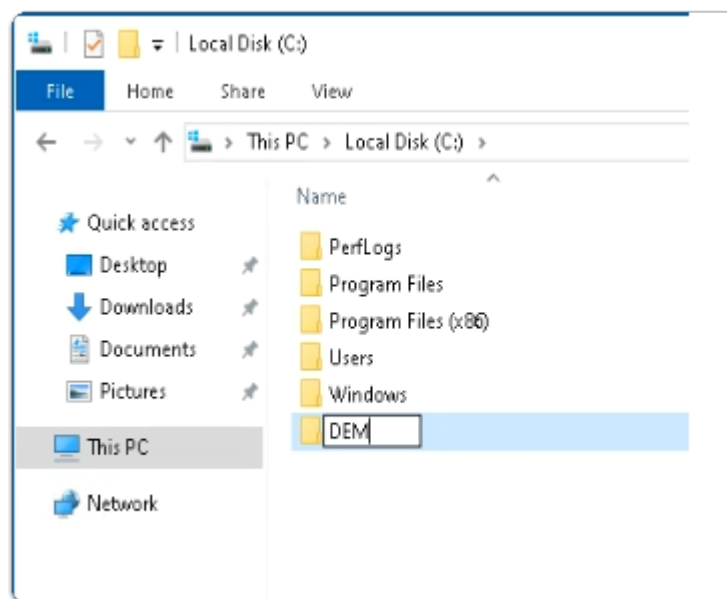 Local Disk (C:)
File Home Share View
This PC > Local Disk (C:) >
Name
Quick access
Desktop
Downloads
Documents
Pictures
This PC
Network
PerfLogs
Program Files
Program Files (x86)
Users
Windows
DEM